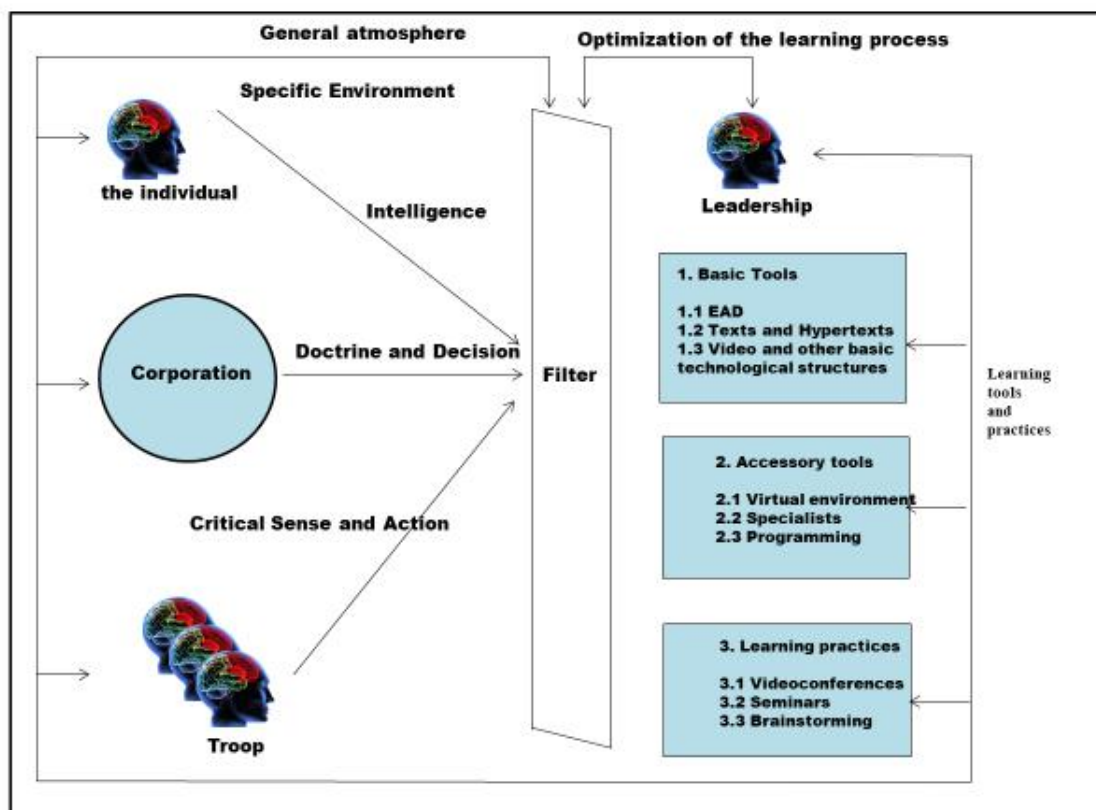 General atmosphere
Optimization of the learning process
Specific Environment
the individual
Intelligence
Leadership
1. Basic Tools
1.1 EAD
1.2 Texts and Hypertexts
1.3 Video and other basic
technological structures
Corporation
Doctrine and Decision
Filter
Learning
tools
and
practices
2. Accessory tools
2.1 Virtual environment
2.2 Specialists
2.3 Programming
Critical Sense and Action
3. Learning practices
3.1 Videoconferences
3.2 Seminars
3.3 Brainstorming
Troop